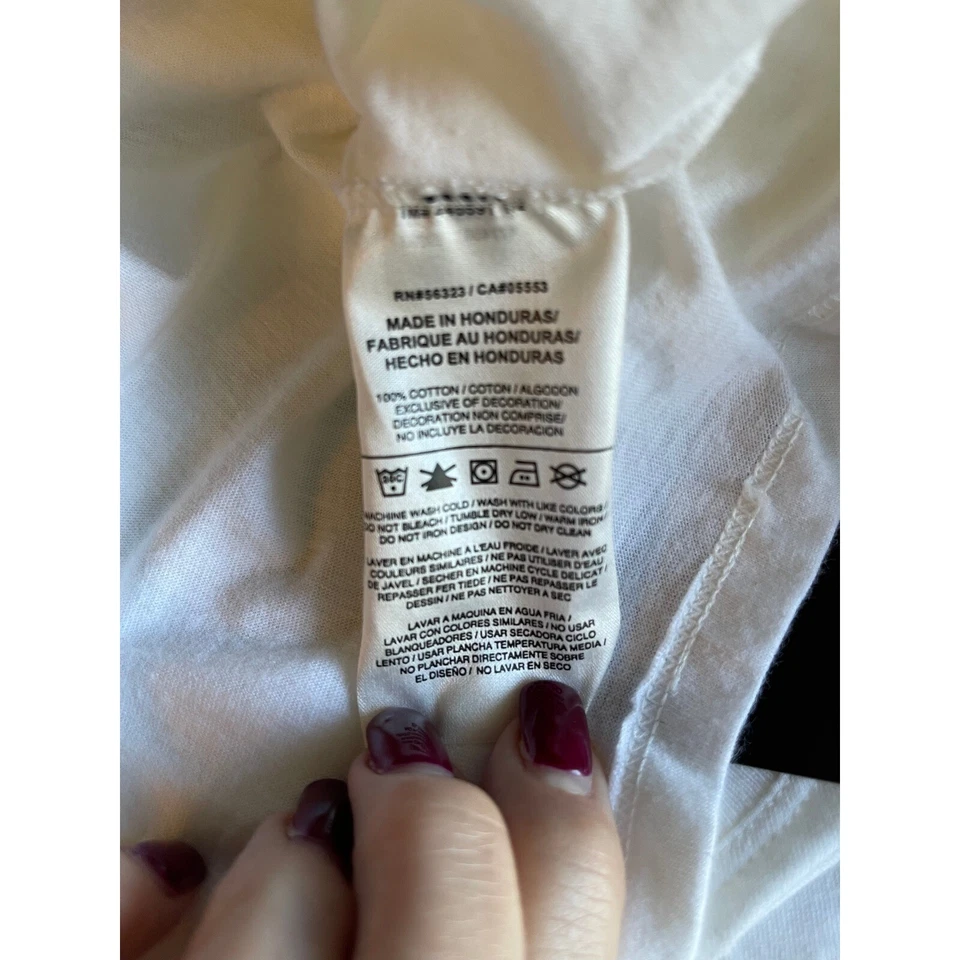 RN#56323 / CA#05553
MADE IN HONDURAS/
FABRIQUE AU HONDURAS/
HECHO EN HONDURAS
100% COTTON / COTON / ALGODON
EXCLUSIVE OF DECORATION/
DECORATION NON COMPRISE/
NO INCLUYE LA DECORACION
30C
MACHINE WASH COLD / WASH WITH LIKE COLORS /
DO NOT BLEACH / TUMBLE DRY LOW / WARM IRON /
DO NOT IRON DESIGN / DO NOT DRY CLEAN
LAVER EN MACHINE A L'EAU FROIDE / LAVER AVEC
COULEURS SIMILAIRES / NE PAS UTILISER D'EAU
DE JAVEL / SECHER EN MACHINE CYCLE DELICAT /
REPASSER FER TIEDE / NE PAS REPASSER LE
DESSIN / NE PAS NETTOYER A SEC
LAVAR A MAQUINA EN AGUA FRIA /
LAVAR CON COLORES SIMILARES / NO USAR
BLANQUEADORES / USAR SECADORA CICLO
LENTO / USAR PLANCHA TEMPERATURA MEDIA /
NO PLANCHAR DIRECTAMENTE SOBRE
EL DISEÑO / NO LAVAR EN SECO